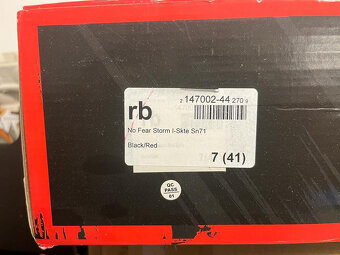 rb
2 147002-44 270 9
No Fear Storm I-Skte Sn71
Black/Red
7 (41)
QC
PASS
01